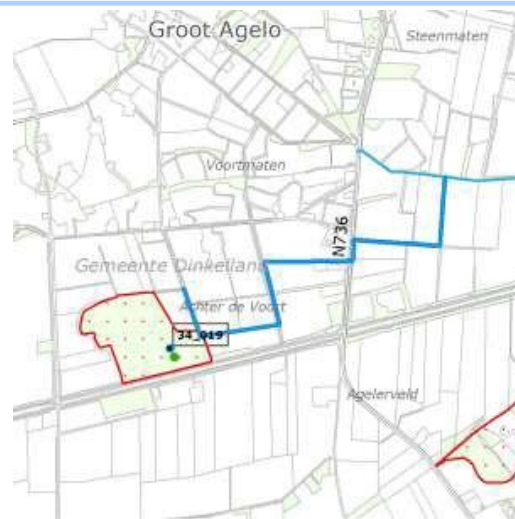 Groot Agelo
Steenmaten
Voortmaten
N736
Gemeente Dinkelland
Achter de Voort
34_019
Agelerveld